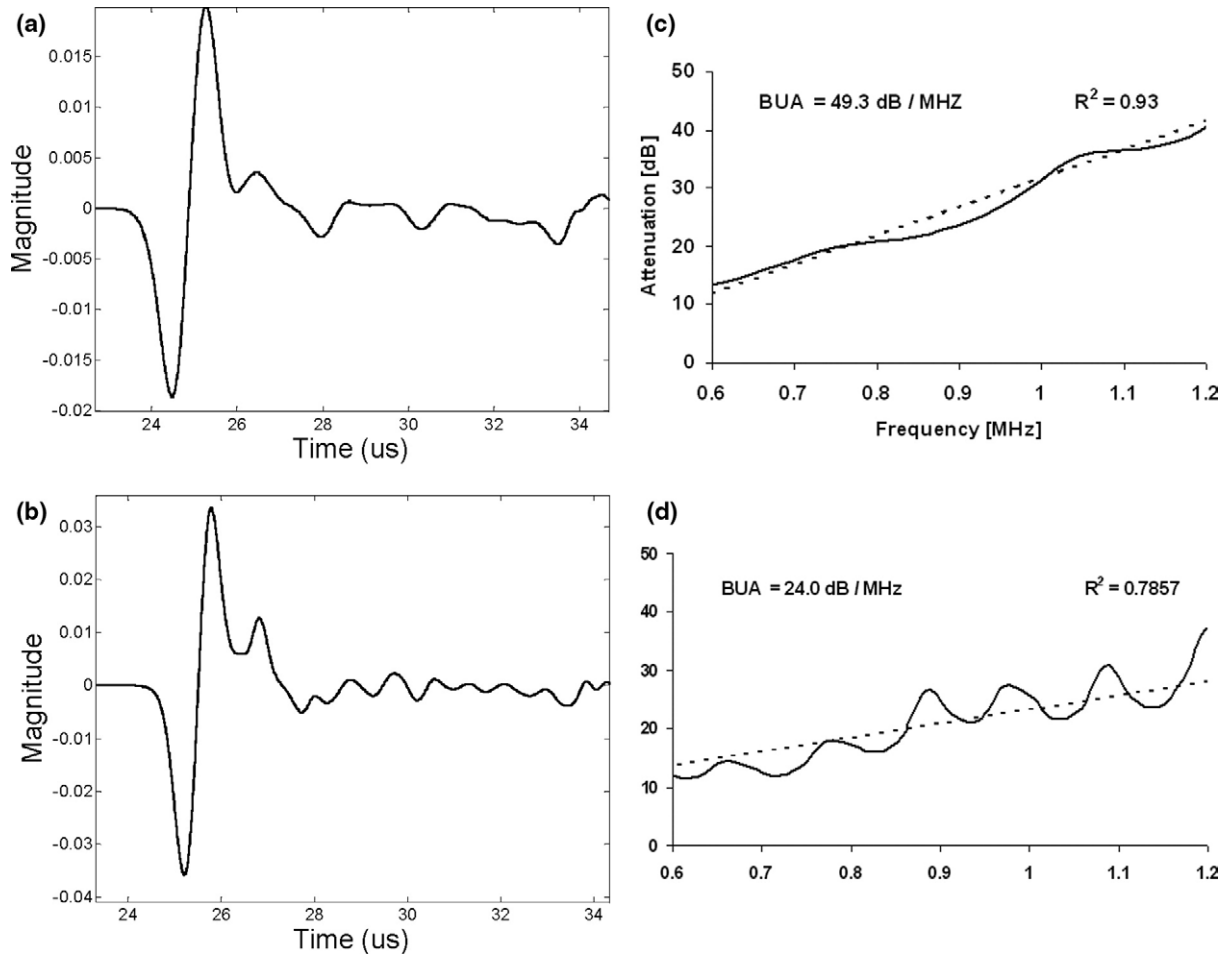 (a)
0.015
0.01
0.005
0
-0.005
-0.01
-0.015
-0.02
Magnitude
24 26 28 30 32 34
Time (us)
(c)
50
40
30
20
10
0
Attenuation [dB]
BUA = 49.3 dB / MHZ R² = 0.93
0.6 0.7 0.8 0.9 1 1.1 1.2
Frequency [MHz]
(b)
0.03
0.02
0.01
0
-0.01
-0.02
-0.03
-0.04
Magnitude
24 26 28 30 32 34
Time (us)
(d)
50
40
30
20
10
0
BUA = 24.0 dB / MHz R² = 0.7857
0.6 0.7 0.8 0.9 1 1.1 1.2